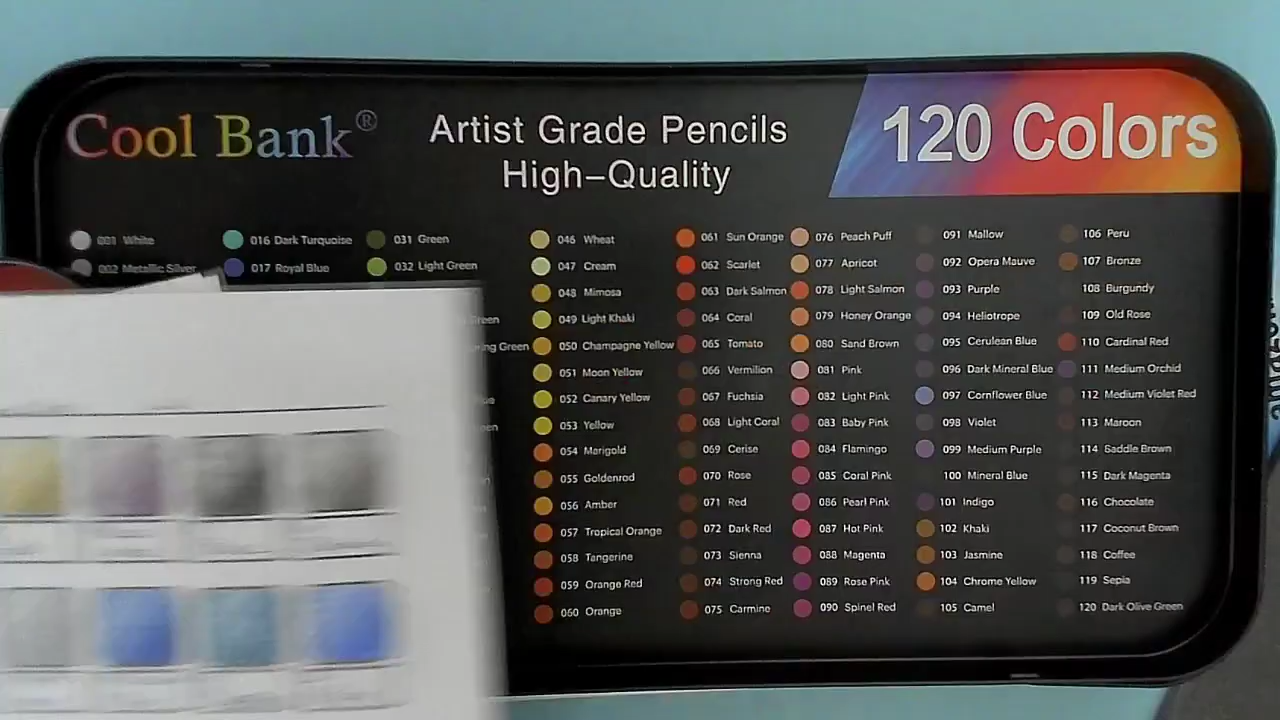 Cool Bank®
Artist Grade Pencils
High-Quality
120 Colors
001 White
002 Metallic Silver
016 Dark Turquoise
017 Royal Blue
031 Green
032 Light Green
Green
Green
046 Wheat
047 Cream
048 Mimosa
049 Light Khaki
050 Champagne Yellow
051 Moon Yellow
052 Canary Yellow
053 Yellow
054 Marigold
055 Goldenrod
056 Amber
057 Tropical Orange
058 Tangerine
059 Orange Red
060 Orange
061 Sun Orange
062 Scarlet
063 Dark Salmon
064 Coral
065 Tomato
066 Vermilion
067 Fuchsia
068 Light Coral
069 Cerise
070 Rose
071 Red
072 Dark Red
073 Sienna
074 Strong Red
075 Carmine
076 Peach Puff
077 Apricot
078 Light Salmon
079 Honey Orange
080 Sand Brown
081 Pink
082 Light Pink
083 Baby Pink
084 Flamingo
085 Coral Pink
086 Pearl Pink
087 Hot Pink
088 Magenta
089 Rose Pink
090 Spinel Red
091 Mallow
092 Opera Mauve
093 Purple
094 Heliotrope
095 Cerulean Blue
096 Dark Mineral Blue
097 Cornflower Blue
098 Violet
099 Medium Purple
100 Mineral Blue
101 Indigo
102 Khaki
103 Jasmine
104 Chrome Yellow
105 Camel
106 Peru
107 Bronze
108 Burgundy
109 Old Rose
110 Cardinal Red
111 Medium Orchid
112 Medium Violet Red
113 Maroon
114 Saddle Brown
115 Dark Magenta
116 Chocolate
117 Coconut Brown
118 Coffee
119 Sepia
120 Dark Olive Green